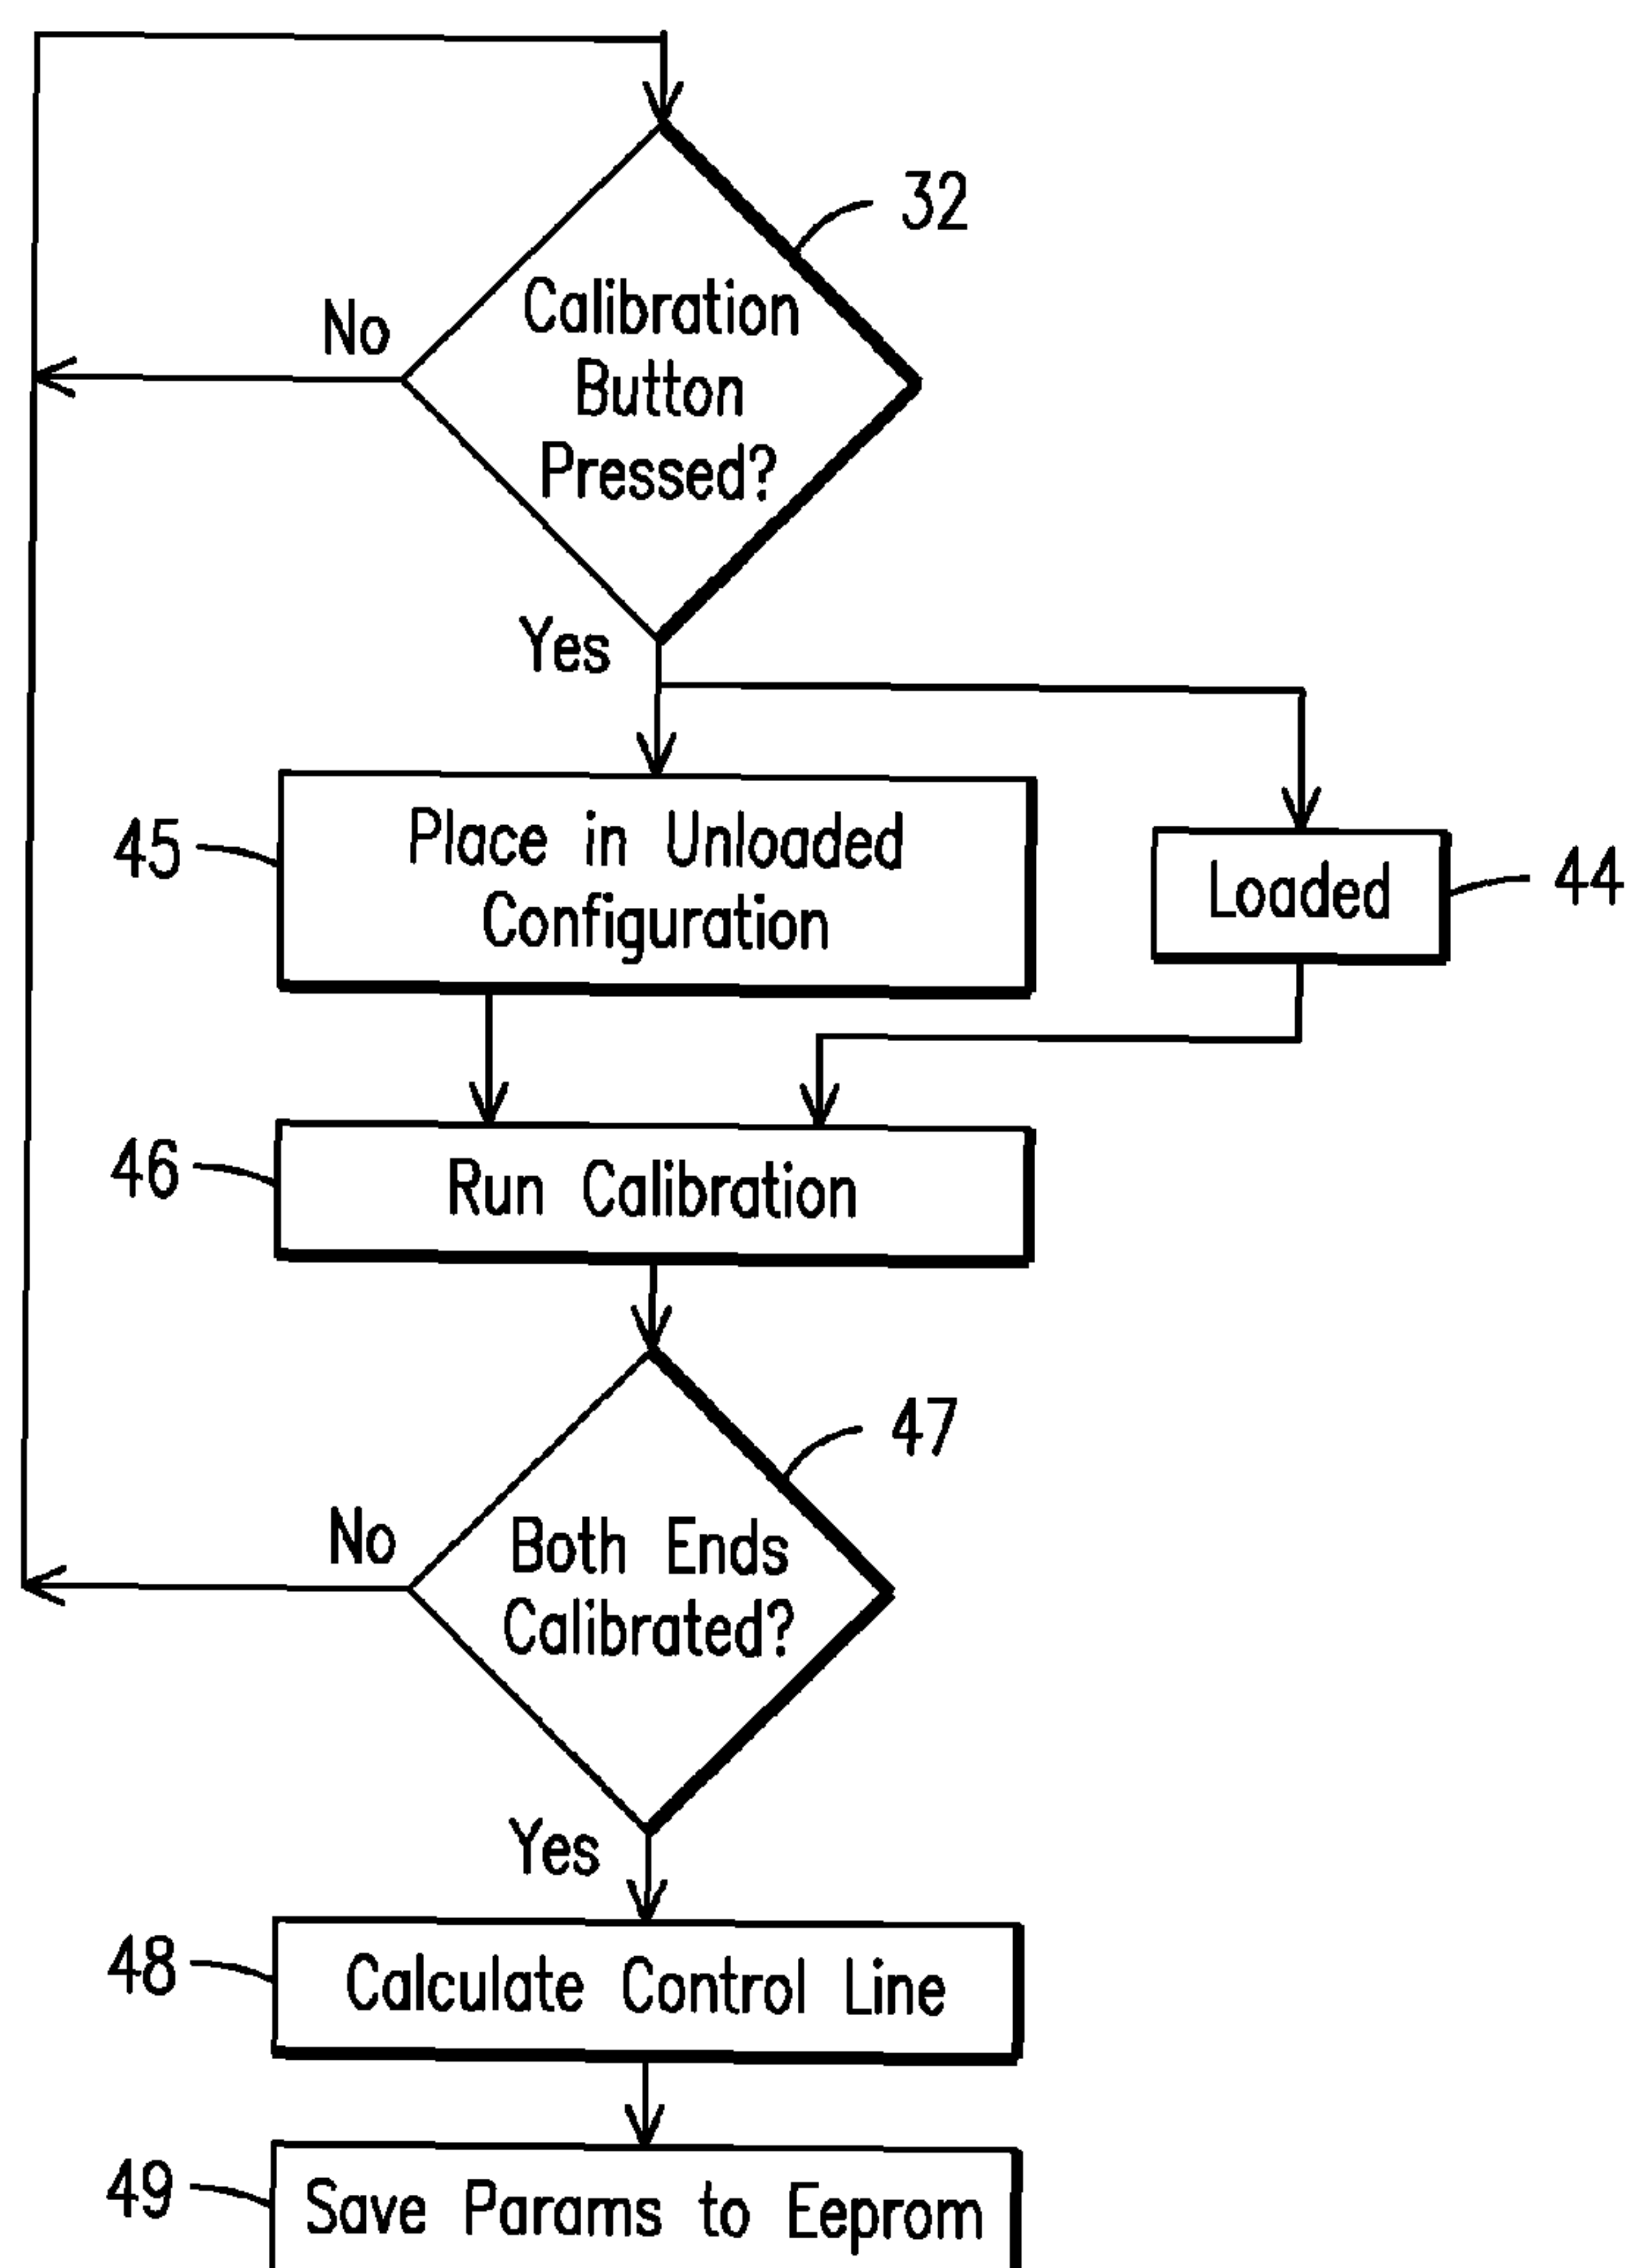 32
No
Calibration
Button
Pressed?
Yes
45
Place in Unloaded
Configuration
Loaded
44
46
Run Calibration
47
No
Both Ends
Calibrated?
Yes
48
Calculate Control Line
49
Save Params to Eeprom